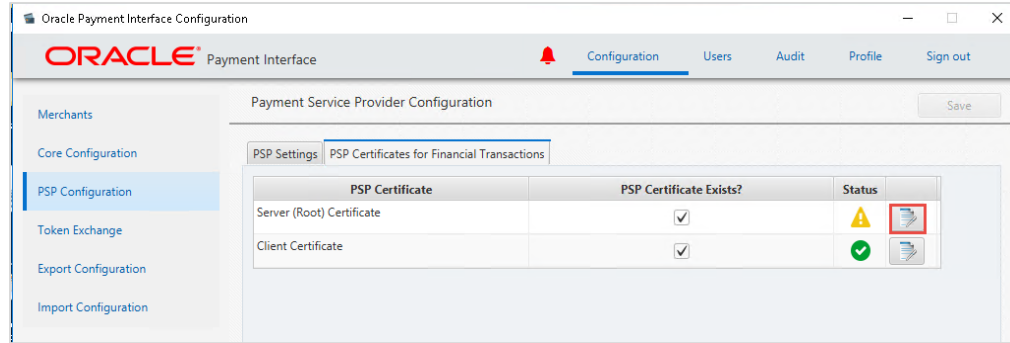 Oracle Payment Interface Configuration
ORACLE Payment Interface
Configuration Users Audit Profile Sign out
Merchants
Core Configuration
PSP Configuration
Token Exchange
Export Configuration
Import Configuration
Payment Service Provider Configuration
Save
PSP Settings PSP Certificates for Financial Transactions
PSP Certificate PSP Certificate Exists? Status
Server (Root) Certificate
Client Certificate